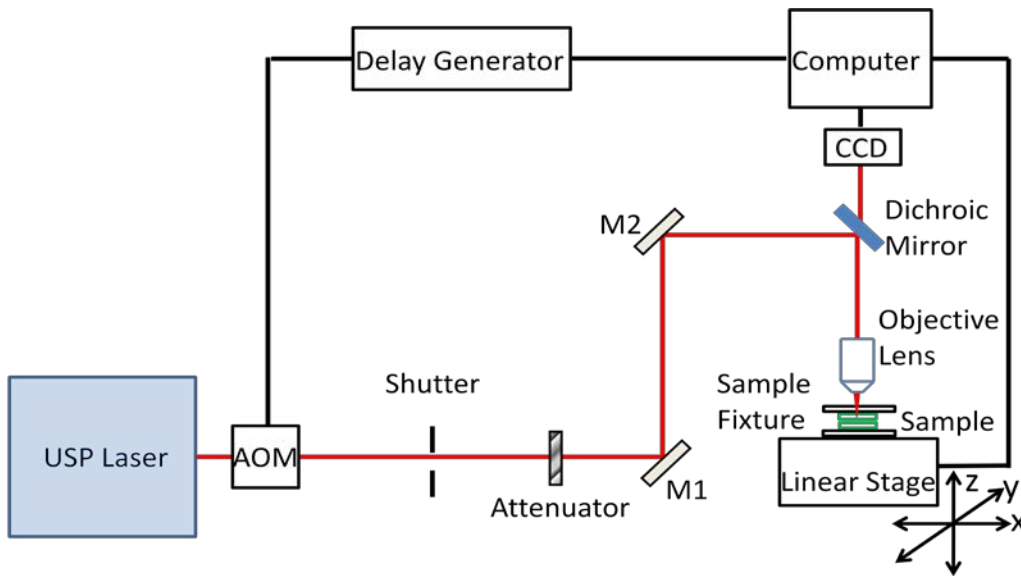 Delay Generator
Computer
CCD
M2
Dichroic
Mirror
Objective
Lens
Shutter
Sample
Fixture
Sample
USP Laser
AOM
M1
Linear Stage
Attenuator
z
y
x